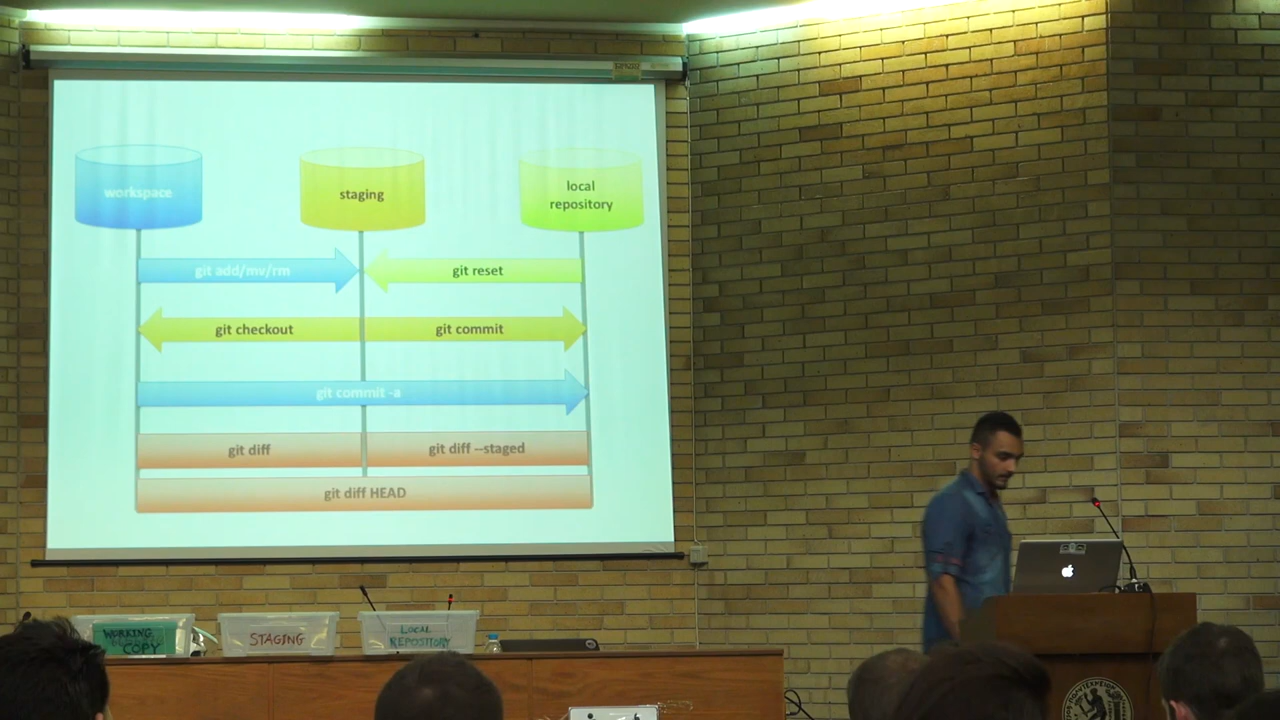 workspace
staging
local
repository
git add/mv/rm
git reset
git checkout
git commit
git commit -a
git diff
git diff --staged
git diff HEAD
WORKING
COPY
STAGING
LOCAL
REPOSITORY